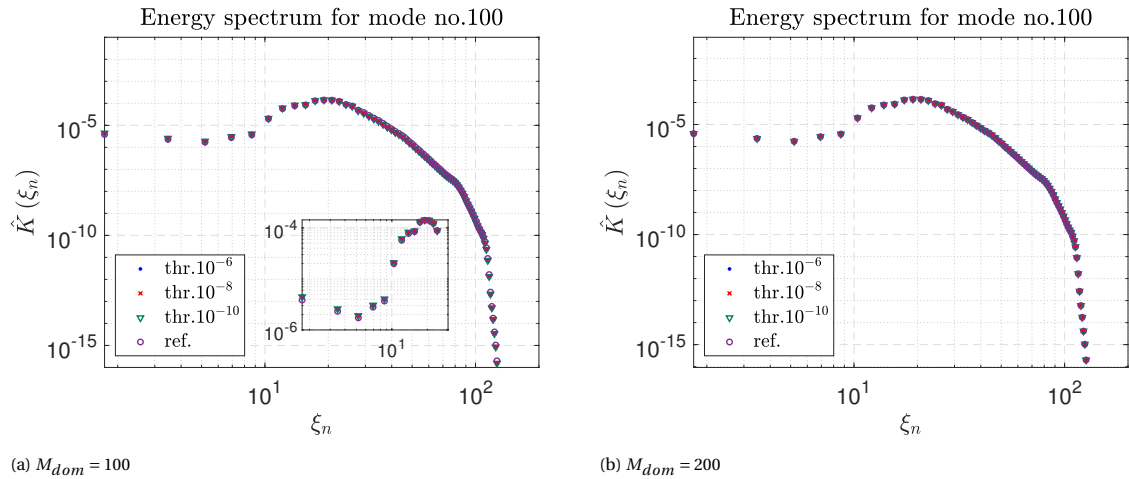 Energy spectrum for mode no.100
K̂ (ξn)
10^-5
10^-10
10^-15
10^1
10^2
ξn
thr.10^-6
thr.10^-8
thr.10^-10
ref.
10^-4
10^-6
10^1
(a) Mdom = 100
Energy spectrum for mode no.100
K̂ (ξn)
10^-5
10^-10
10^-15
10^1
10^2
ξn
thr.10^-6
thr.10^-8
thr.10^-10
ref.
(b) Mdom = 200